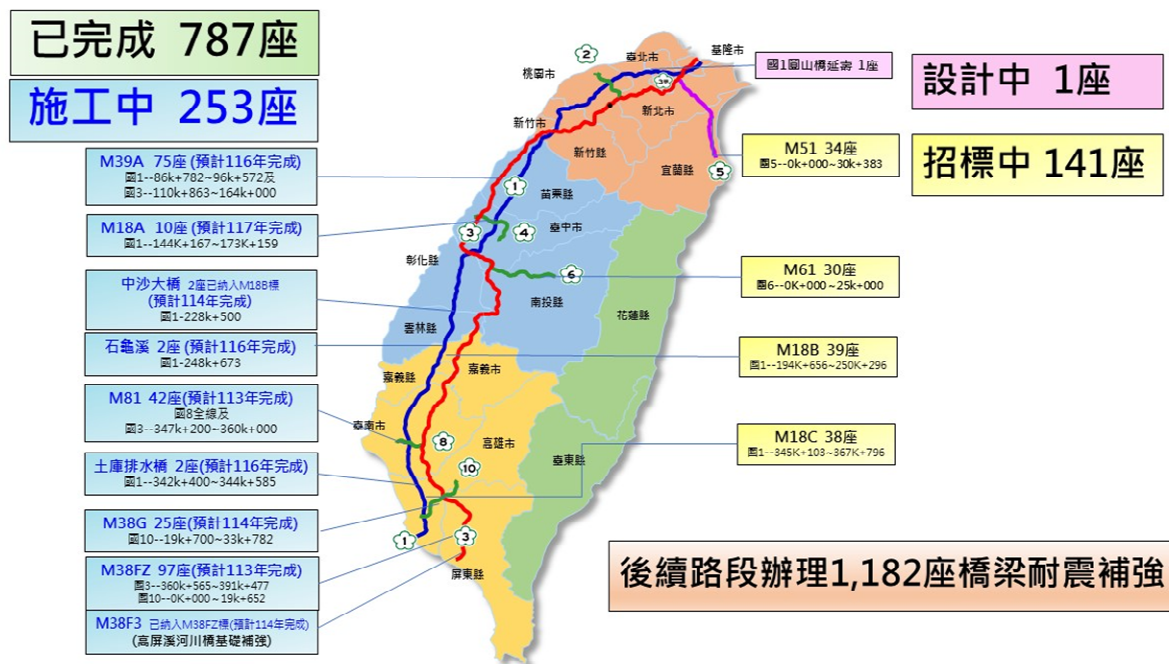 已完成 787座
施工中 253座
M39A 75座(預計116年完成)
國1--86k+782~96k+572及
國3--110k+863~164k+000
M18A 10座(預計117年完成)
國1--144K+167~173K+159
中沙大橋 2座已納入M18B標
(預計114年完成)
國1-228k+500
石龜溪 2座(預計116年完成)
國1-248k+673
M81 42座(預計113年完成)
國8全線及
國3--347k+200~360k+000
土庫排水橋 2座(預計116年完成)
國1--342k+400~344k+585
M38G 25座(預計114年完成)
國10--19k+700~33k+782
M38FZ 97座(預計113年完成)
國3--360k+565~391k+477
國10--0K+000~19k+652
M38F3 已納入M38FZ標(預計114年完成)
(高屏溪河川橋基礎補強)
基隆市
臺北市
2
桃園市
3甲
新北市
新竹市
新竹縣
宜蘭縣
5
1
苗栗縣
3
4
臺中市
彰化縣
6
南投縣
花蓮縣
雲林縣
嘉義市
嘉義縣
臺南市
8
高雄市
10
臺東縣
1
3
屏東縣
國1圓山橋延壽 1座
設計中 1座
招標中 141座
M51 34座
國5--0k+000~30k+383
M61 30座
國6--0K+000~25k+000
M18B 39座
國1--194K+656~250K+296
M18C 38座
國1--345K+103~367K+796
後續路段辦理1,182座橋梁耐震補強